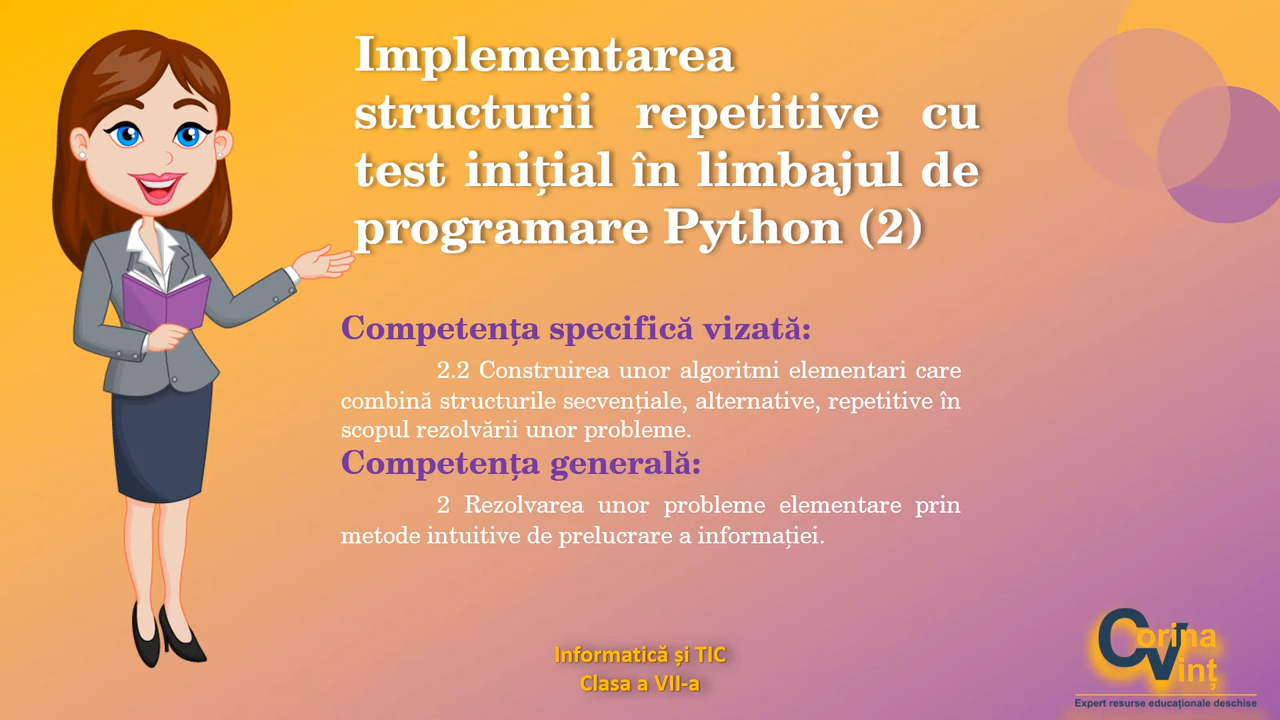 Implementarea
structurii repetitive cu
test inițial în limbajul de
programare Python (2)
Competența specifică vizată:
2.2 Construirea unor algoritmi elementari care
combină structurile secvențiale, alternative, repetitive în
scopul rezolvării unor probleme.
Competența generală:
2 Rezolvarea unor probleme elementare prin
metode intuitive de prelucrare a informației.
Informatică și TIC
Clasa a VII-a
Corina
Vinț
Expert resurse educaționale deschise